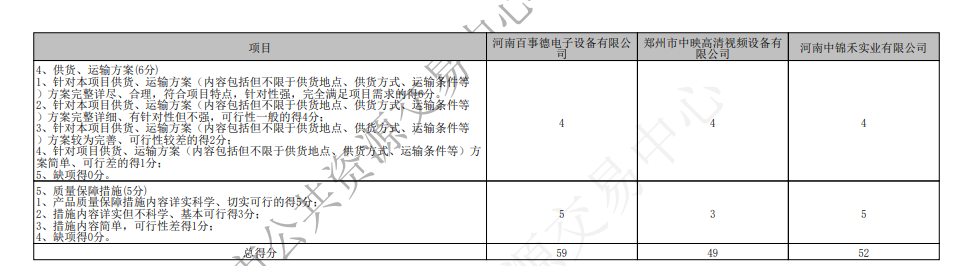 项目
河南百事德电子设备有限公
司
郑州市中映高清视频设备有
限公司
河南中锦禾实业有限公司
4、供货、运输方案(6分)
1、针对本项目供货、运输方案（内容包括但不限于供货地点、供货方式、运输条件等
）方案完整详尽、合理，符合项目特点，针对性强，完全满足项目需求的得6分。
2、针对本项目供货、运输方案（内容包括但不限于供货地点、供货方式、运输条件等
）方案完整详细、有针对性但不强，可行性一般的得4分；
3、针对本项目供货、运输方案（内容包括但不限于供货地点、供货方式、运输条件等
）方案较为完善、可行性较差的得2分；
4、针对项目供货、运输方案（内容包括但不限于供货地点、供货方式、运输条件等）方
案简单、可行差的得1分；
5、缺项得0分。
4
4
4
5、质量保障措施(5分)
1、产品质量保障措施内容详实科学、切实可行的得5分；
2、措施内容详实但不科学、基本可行得3分；
3、措施内容简单，可行性差得1分；
4、缺项得0分。
5
3
5
总得分
59
49
52
市公共资源交易中心
源交易中心